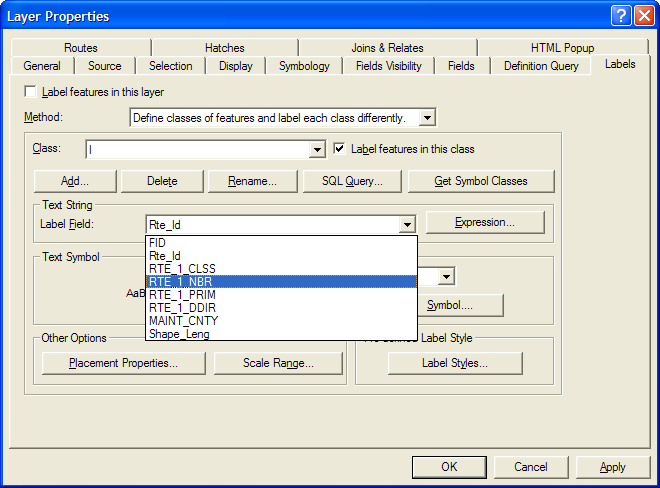 Layer Properties
Routes Hatches Joins & Relates HTML Popup
General Source Selection Display Symbology Fields Visibility Fields Definition Query Labels
Label features in this layer
Method: Define classes of features and label each class differently.
Class: I Label features in this class
Add... Delete Rename... SQL Query... Get Symbol Classes
Text String
Label Field: Rte_Id Expression...
FID
Rte_Id
RTE_1_CLSS
RTE_1_NBR
RTE_1_PRIM
RTE_1_DDIR
MAINT_CNTY
Shape_Leng
Text Symbol
AaB
Symbol....
Other Options Label Style
Placement Properties... Scale Range... Label Styles...
OK Cancel Apply